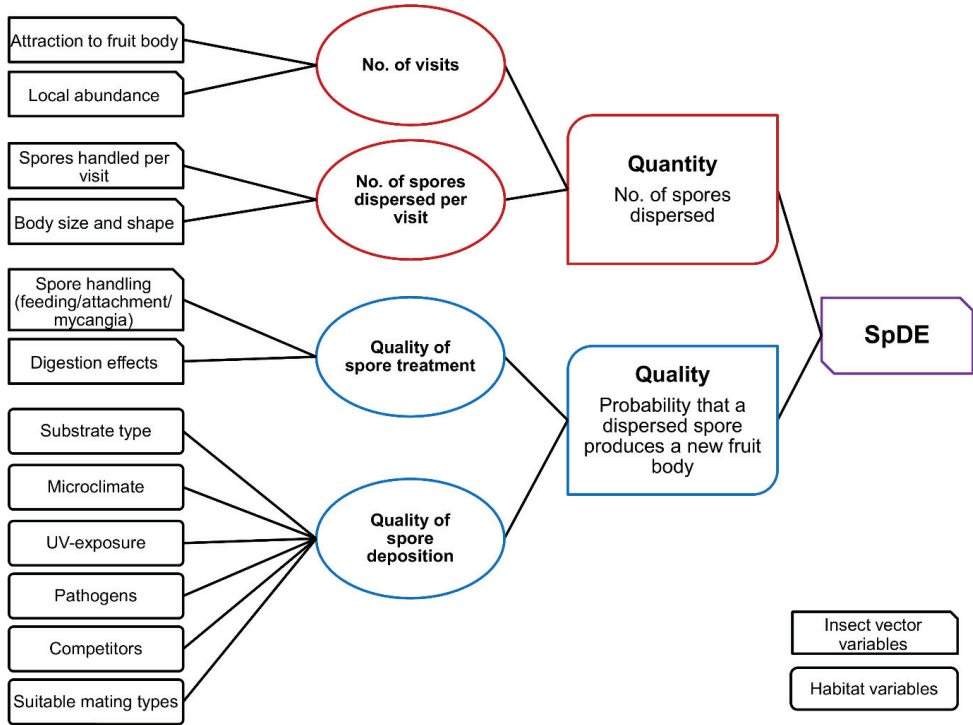 Attraction to fruit body
Local abundance
Spores handled per
visit
Body size and shape
Spore handling
(feeding/attachment/
mycangia)
Digestion effects
Substrate type
Microclimate
UV-exposure
Pathogens
Competitors
Suitable mating types
No. of visits
No. of spores
dispersed per
visit
Quality of
spore treatment
Quality of
spore
deposition
Quantity
No. of spores
dispersed
Quality
Probability that a
dispersed spore
produces a new fruit
body
SpDE
Insect vector
variables
Habitat variables